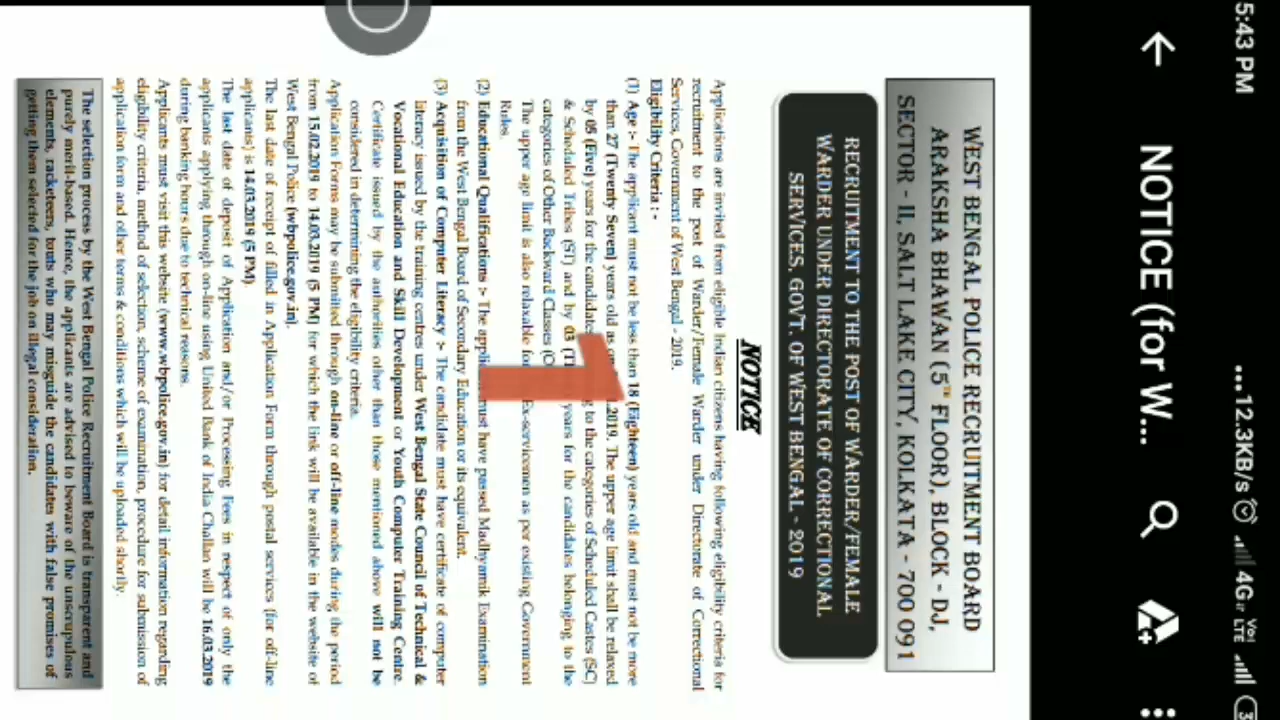 5:43 PM
...12.3KB/s
4G
Vo)
LTE
NOTICE (for W...
WEST BENGAL POLICE RECRUITMENT BOARD
ARAKSHA BHAWAN (5TH FLOOR), BLOCK - DJ,
SECTOR - II, SALT LAKE CITY, KOLKATA - 700 091
RECRUITMENT TO THE POST OF WARDER/FEMALE
WARDER UNDER DIRECTORATE OF CORRECTIONAL
SERVICES, GOVT. OF WEST BENGAL - 2019
NOTICE
Applications are invited from eligible Indian citizens having following eligibility criteria for
recruitment to the post of Warder/Female Warder under Directorate of Correctional
Services, Government of West Bengal - 2019.
Eligibility Criteria : -
(1) Age :- The applicant must not be less than 18 (Eighteen) years old and must not be more
than 27 (Twenty Seven) years old as on 2019. The upper age limit shall be relaxed
by 05 (Five) years for the candidates to the categories of Scheduled Castes (SC)
& Scheduled Tribes (ST) and by 03 years for the candidates belonging to the
categories of Other Backward Classes
The upper age limit is also relaxable for Ex-servicemen as per existing Government
Rules.
(2) Educational Qualifications :- The must have passed Madhyamik Examination
from the West Bengal Board of Secondary Education or its equivalent.
(3) Acquisition of Computer Literacy :- The candidate must have certificate of computer
literacy issued by the training centres under West Bengal State Council of Technical &
Vocational Education and Skill Development or Youth Computer Training Centre.
Certificate issued by the authorities other than those mentioned above will not be
considered in determining the eligibility criteria.
Application Forms may be submitted through on-line or off-line modes during the period
from 15.02.2019 to 14.03.2019 (5 PM) for which the link will be available in the website of
West Bengal Police (wbpolice.gov.in).
The last date of receipt of filled in Application Form through postal services (for off-line
applicants) is 14.03.2019 (5 PM).
The last date of deposit of Application and/or Processing Fees in respect of only the
applicants applying through on-line using United Bank of India Challan will be 16.03.2019
during banking hours due to technical reasons.
Applicants must visit this website (www.wbpolice.gov.in) for detail information regarding
eligibility criteria, method of selection, scheme of examination, procedure for submission of
application form and other terms & conditions which will be uploaded shortly.
The selection process by the West Bengal Police Recruitment Board is transparent and
purely merit-based. Hence, the applicants are advised to beware of the unscrupulous
elements, racketeers, touts who may misguide the candidates with false promises of
getting them selected for the job on illegal consideration.
1